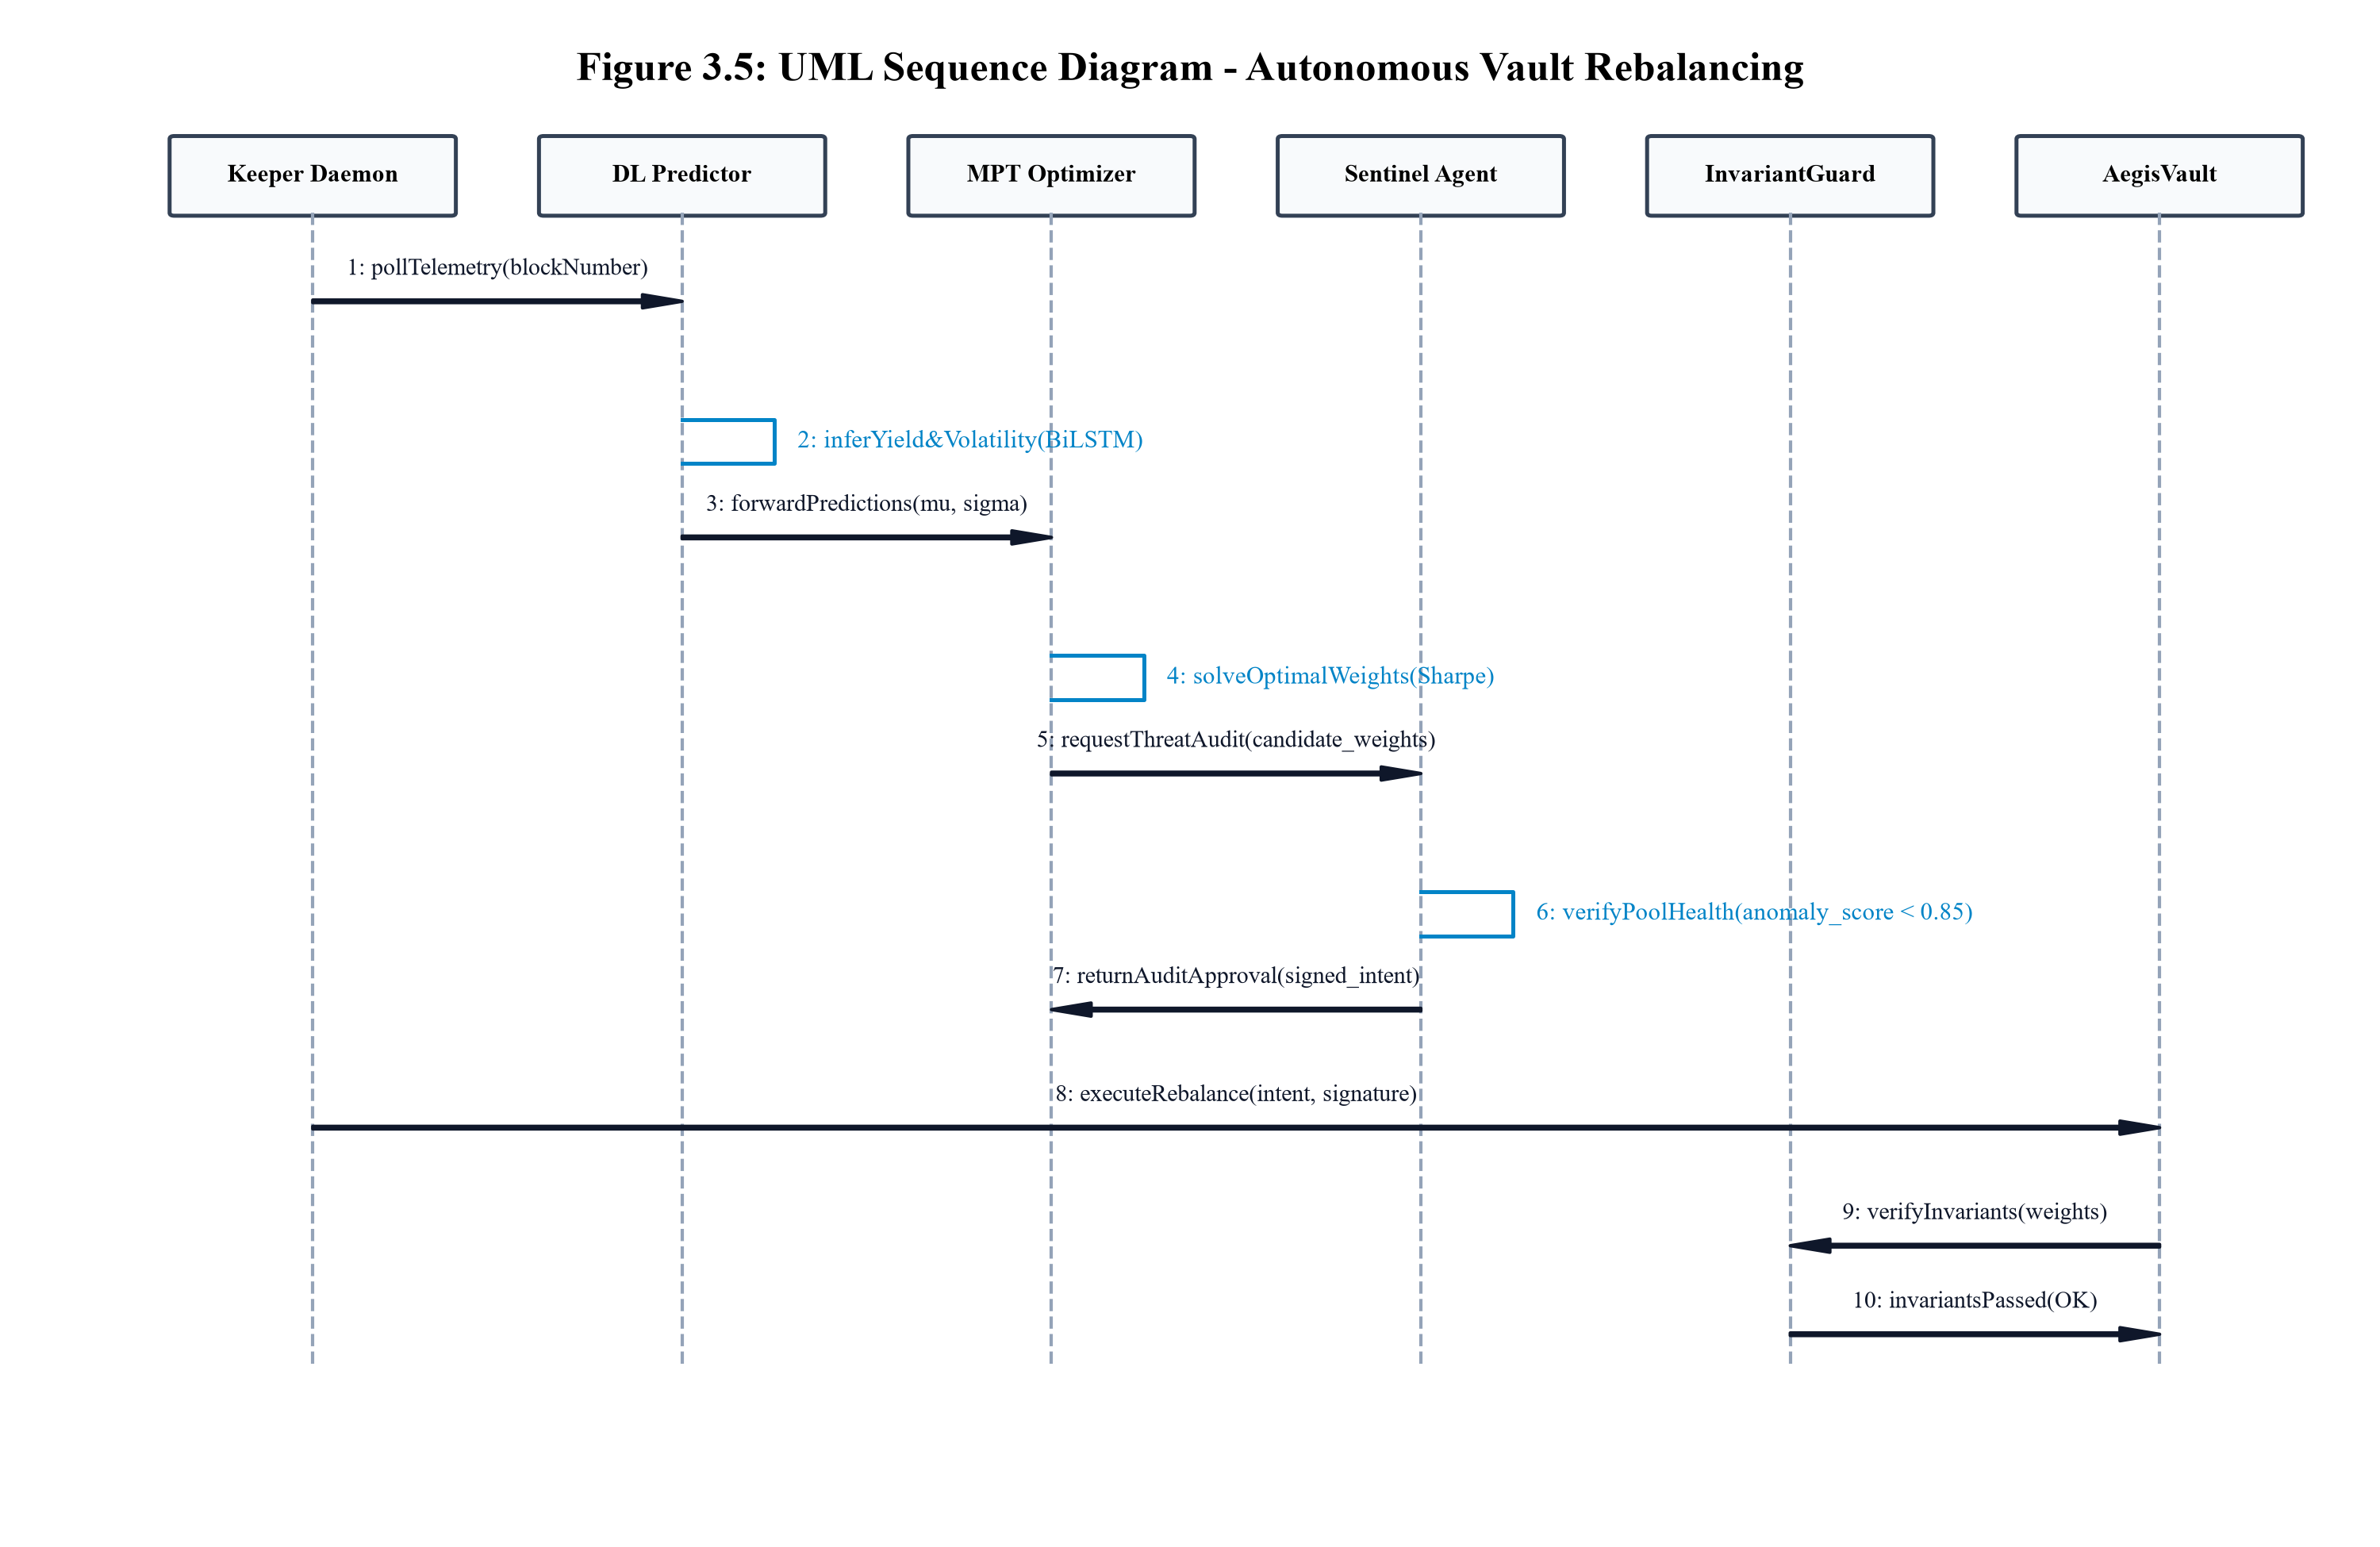 Figure 3.5: UML Sequence Diagram - Autonomous Vault Rebalancing
Keeper Daemon
DL Predictor
MPT Optimizer
Sentinel Agent
InvariantGuard
AegisVault
1: pollTelemetry(blockNumber)
2: inferYield&Volatility(BiLSTM)
3: forwardPredictions(mu, sigma)
4: solveOptimalWeights(Sharpe)
5: requestThreatAudit(candidate_weights)
6: verifyPoolHealth(anomaly_score < 0.85)
7: returnAuditApproval(signed_intent)
8: executeRebalance(intent, signature)
9: verifyInvariants(weights)
10: invariantsPassed(OK)